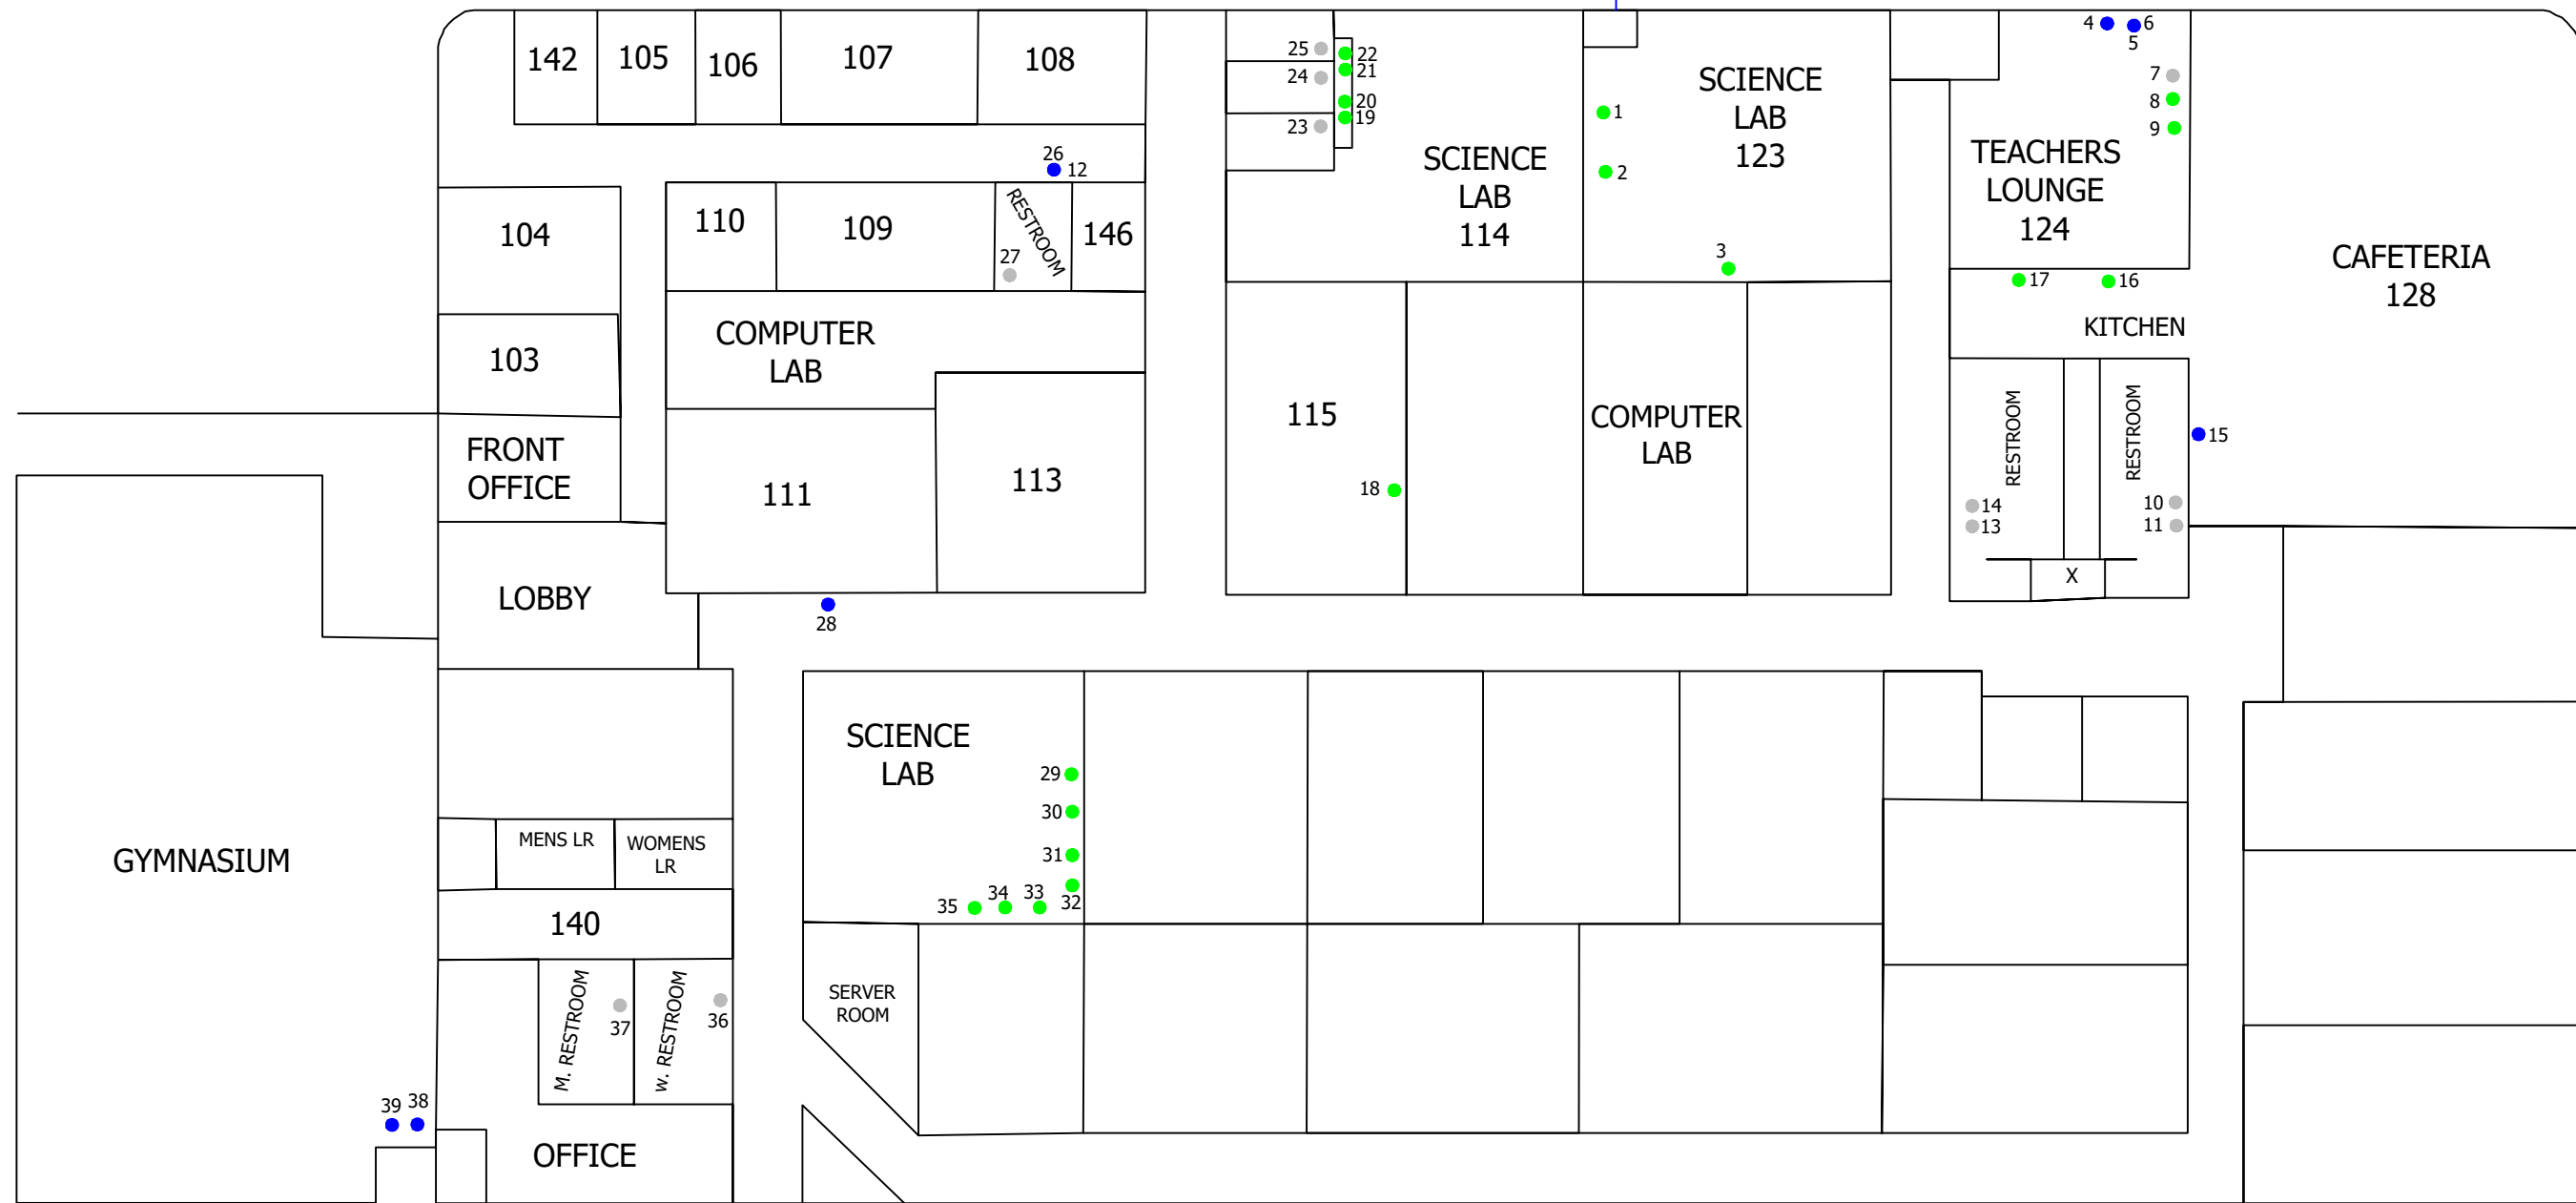 142
105
106
107
108
25
24
23
22
21
20
19
1
2
3
SCIENCE
LAB
123
SCIENCE
LAB
114
4
6
5
7
8
9
TEACHERS
LOUNGE
124
CAFETERIA
128
26
12
104
110
109
RESTROOM
27
146
17
16
KITCHEN
103
COMPUTER
LAB
FRONT
OFFICE
111
113
115
18
COMPUTER
LAB
RESTROOM
14
13
RESTROOM
10
11
15
X
LOBBY
28
SCIENCE
LAB
29
30
31
32
33
34
35
GYMNASIUM
MENS LR
WOMENS
LR
140
M. RESTROOM
37
w. RESTROOM
36
SERVER
ROOM
39
38
OFFICE